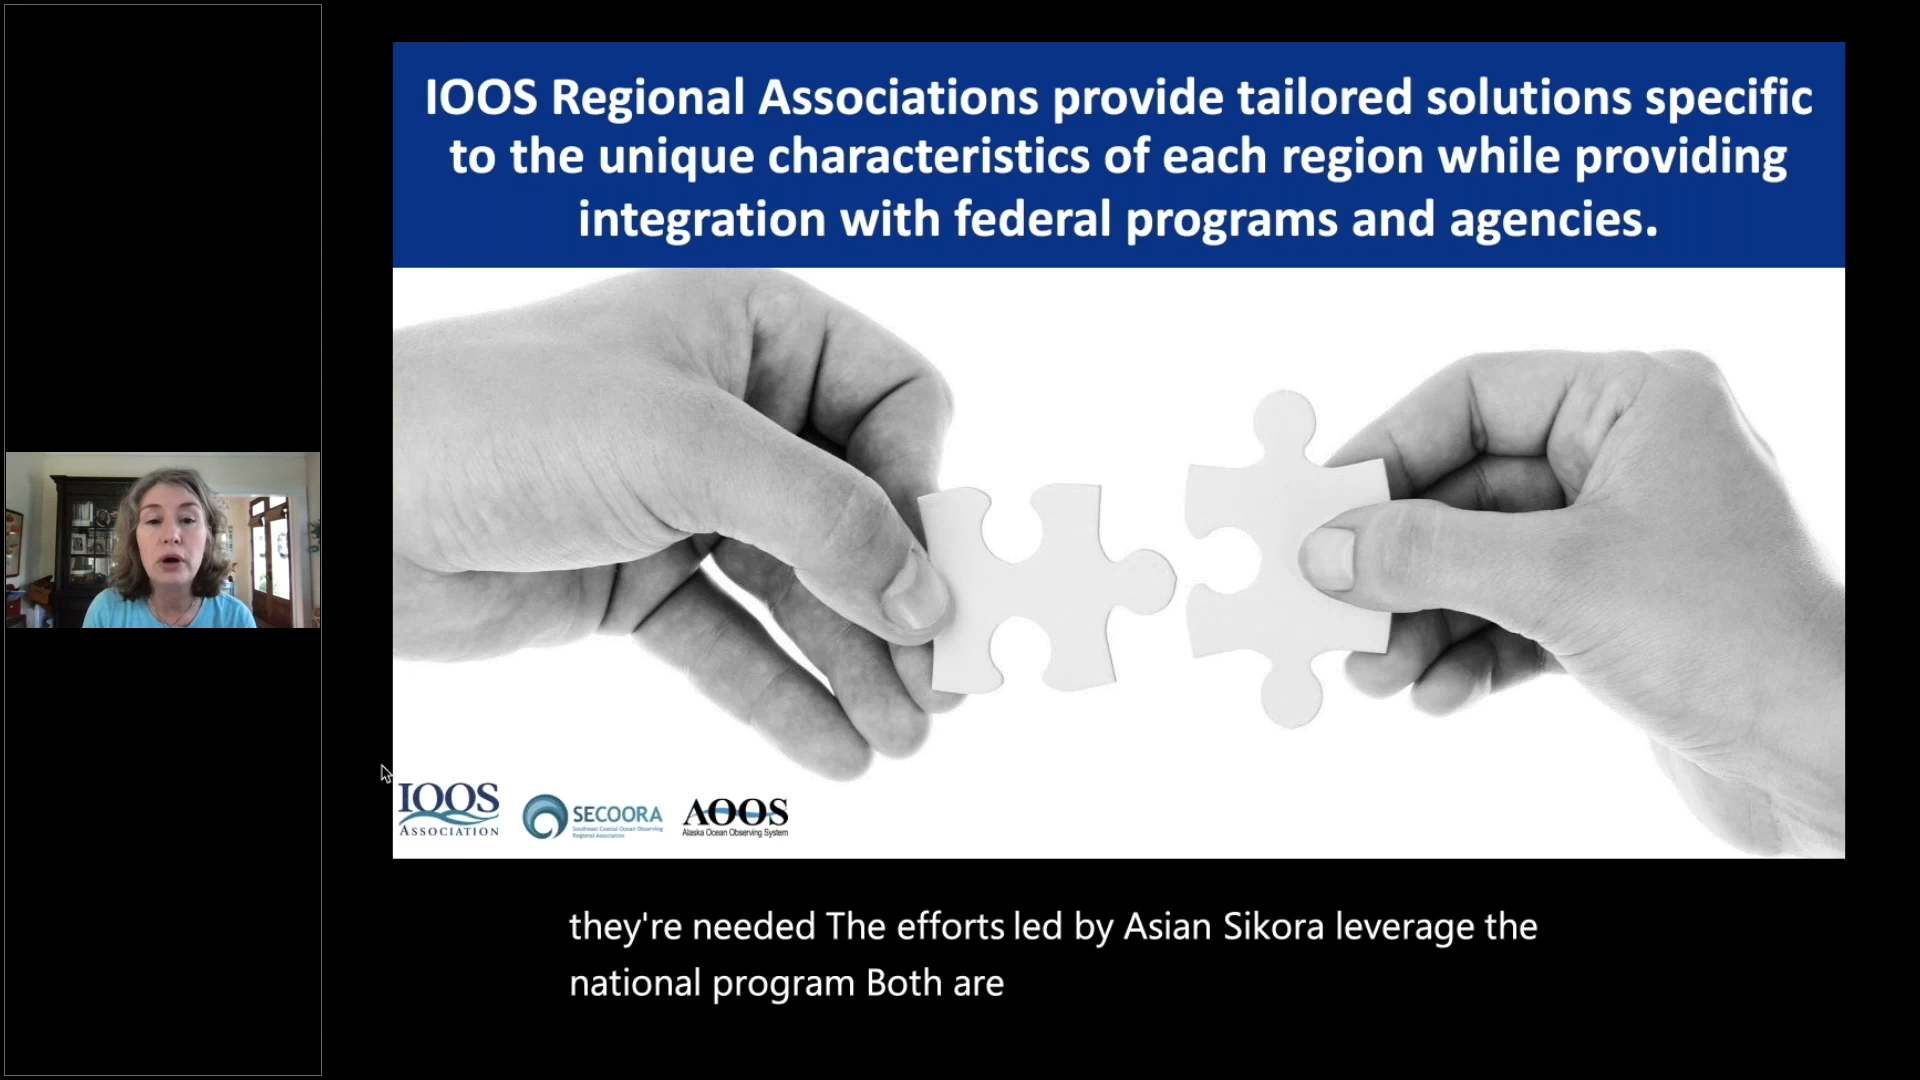 IOOS Regional Associations provide tailored solutions specific
to the unique characteristics of each region while providing
integration with federal programs and agencies.
IOOS
ASSOCIATION
SECOORA
Southeast Coastal Ocean Observing
Regional Association
AOOS
Alaska Ocean Observing System
they're needed The efforts led by Asian Sikora leverage the
national program Both are